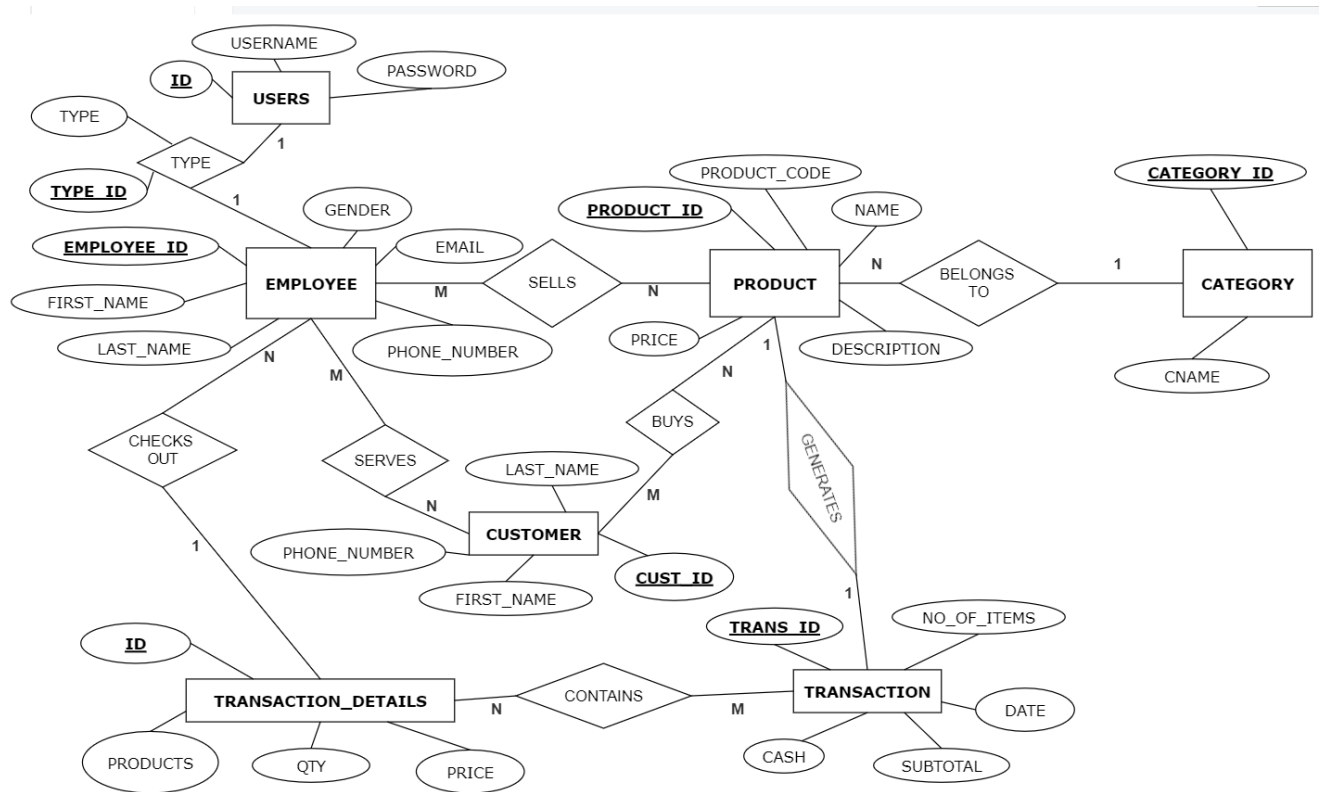 USERNAME
PASSWORD
ID
USERS
TYPE
1
TYPE
TYPE_ID
1
GENDER
EMPLOYEE_ID
EMAIL
EMPLOYEE
FIRST_NAME
LAST_NAME
PHONE_NUMBER
M
SELLS
N
PRODUCT_CODE
PRODUCT_ID
NAME
PRODUCT
PRICE
DESCRIPTION
N
BELONGS
TO
1
CATEGORY_ID
CATEGORY
CNAME
N
CHECKS
OUT
1
M
SERVES
N
N
BUYS
M
1
GENERATES
1
LAST_NAME
CUSTOMER
PHONE_NUMBER
FIRST_NAME
CUST_ID
ID
TRANSACTION_DETAILS
PRODUCTS
QTY
PRICE
N
CONTAINS
M
TRANS_ID
NO_OF_ITEMS
TRANSACTION
DATE
CASH
SUBTOTAL